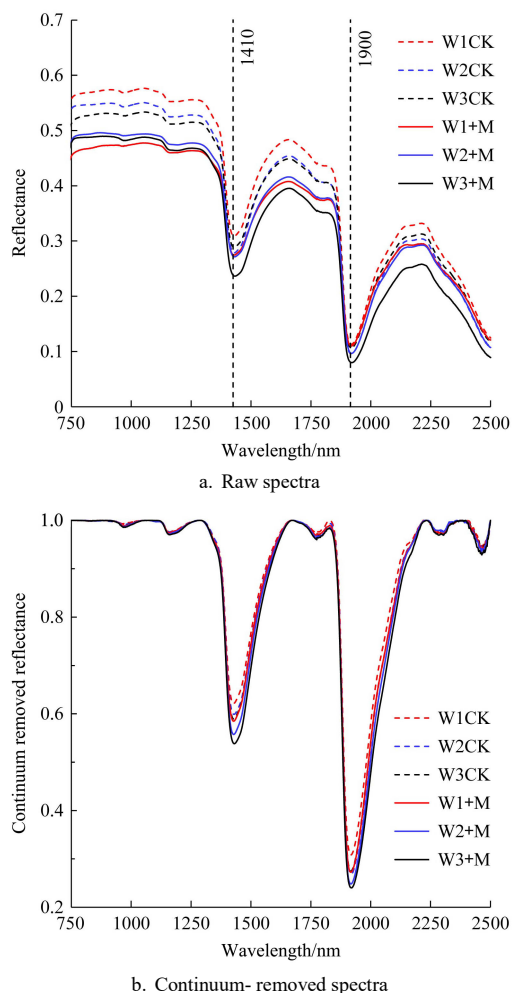 0.7
0.6
0.5
0.4
0.3
0.2
0.1
0
Reflectance
1410
1900
W1CK
W2CK
W3CK
W1+M
W2+M
W3+M
750 1000 1250 1500 1750 2000 2250 2500
Wavelength/nm
a. Raw spectra
1.0
0.8
0.6
0.4
0.2
Continuum removed reflectance
W1CK
W2CK
W3CK
W1+M
W2+M
W3+M
750 1000 1250 1500 1750 2000 2250 2500
Wavelength/nm
b. Continuum- removed spectra